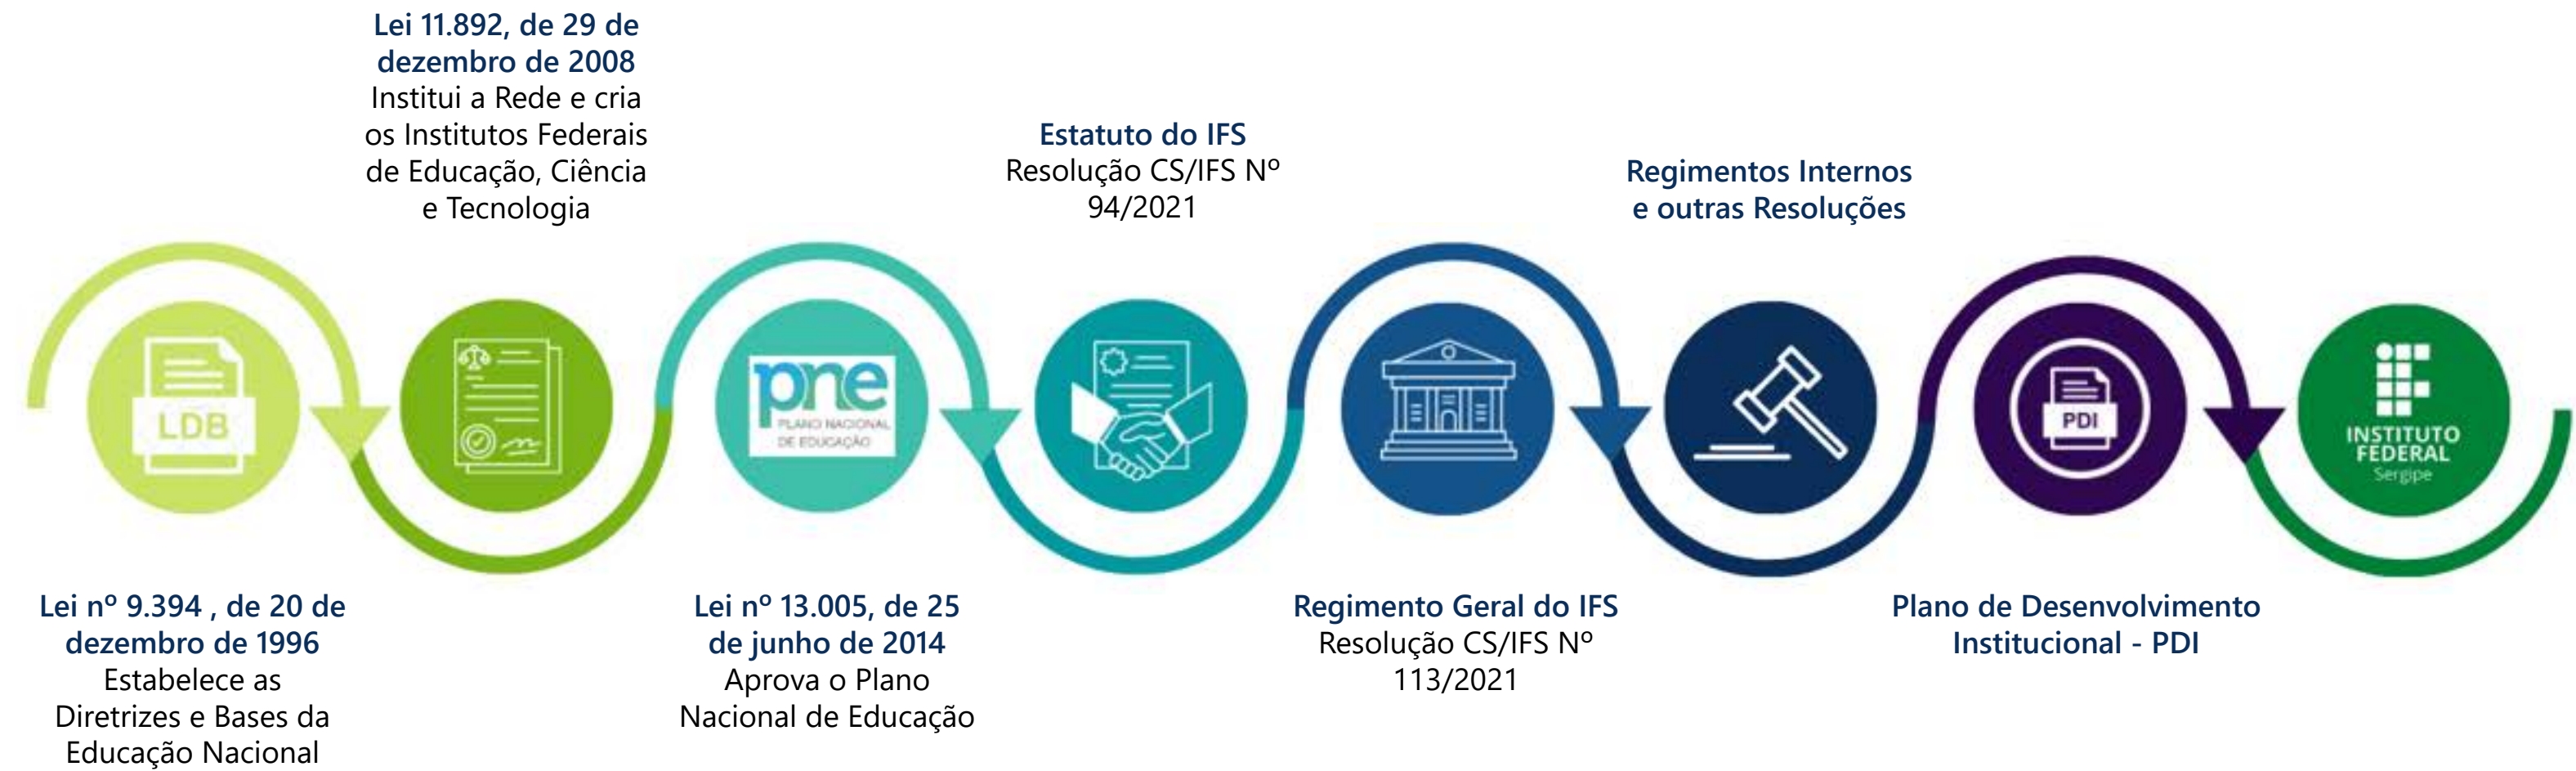 Lei 11.892, de 29 de
dezembro de 2008
Institui a Rede e cria
os Institutos Federais
de Educação, Ciência
e Tecnologia
Estatuto do IFS
Resolução CS/IFS Nº
94/2021
Regimentos Internos
e outras Resoluções
LDB
pne
PLANO NACIONAL
DE EDUCAÇÃO
PDI
INSTITUTO
FEDERAL
Sergipe
Lei nº 9.394 , de 20 de
dezembro de 1996
Estabelece as
Diretrizes e Bases da
Educação Nacional
Lei nº 13.005, de 25
de junho de 2014
Aprova o Plano
Nacional de Educação
Regimento Geral do IFS
Resolução CS/IFS Nº
113/2021
Plano de Desenvolvimento
Institucional - PDI